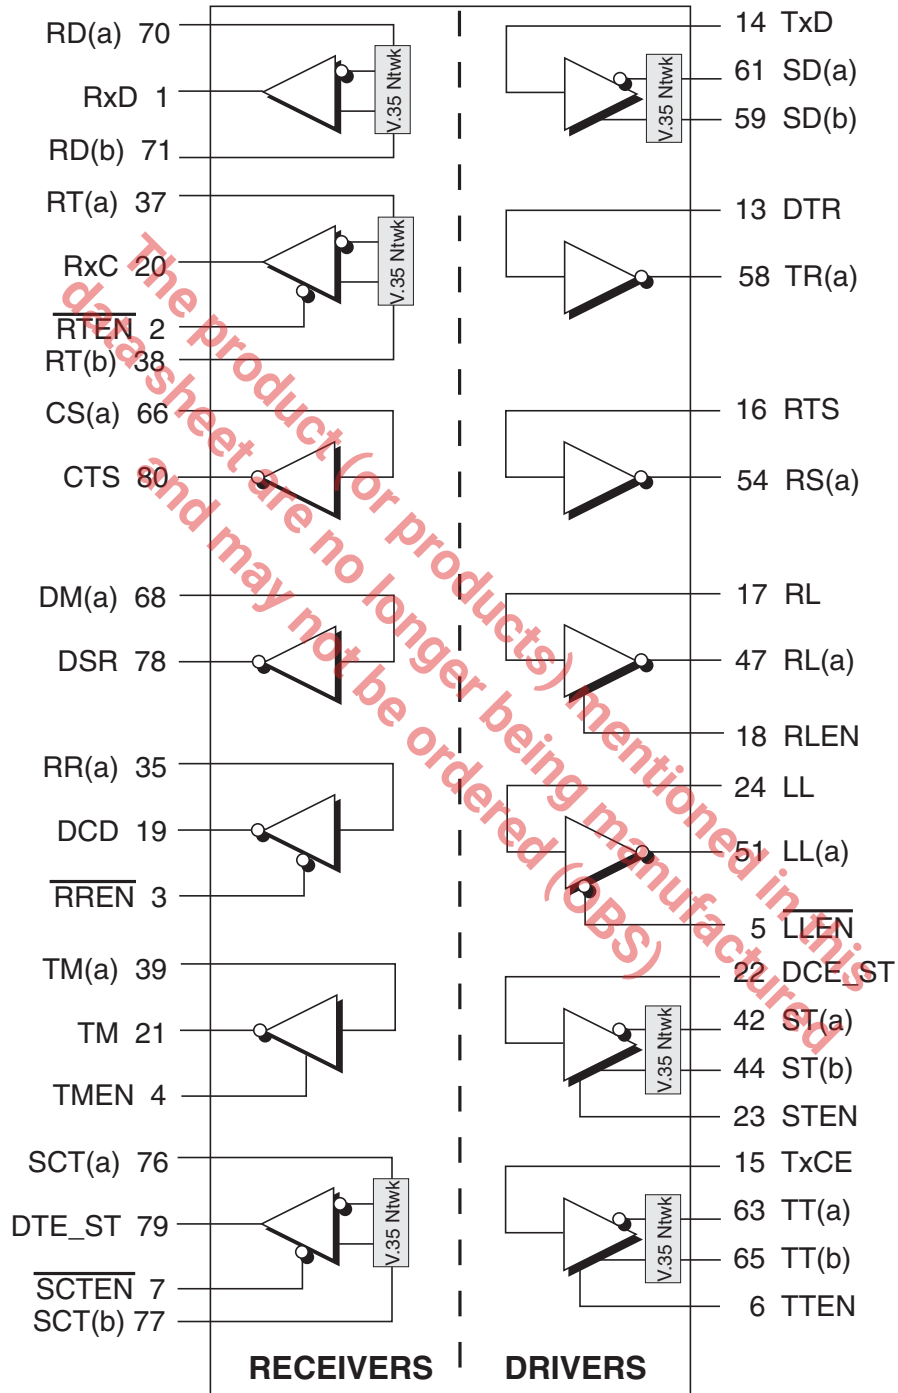 RD(a) 70
RxD 1
RD(b) 71
V.35 Ntwk
RT(a) 37
RxC 20
RTEN 2
RT(b) 38
V.35 Ntwk
CS(a) 66
CTS 80
DM(a) 68
DSR 78
RR(a) 35
DCD 19
RREN 3
TM(a) 39
TM 21
TMEN 4
SCT(a) 76
DTE_ST 79
SCTEN 7
SCT(b) 77
V.35 Ntwk
RECEIVERS
14 TxD
61 SD(a)
59 SD(b)
V.35 Ntwk
13 DTR
58 TR(a)
16 RTS
54 RS(a)
17 RL
47 RL(a)
18 RLEN
24 LL
51 LL(a)
5 LLEN
22 DCE_ST
42 ST(a)
44 ST(b)
23 STEN
V.35 Ntwk
15 TxCE
63 TT(a)
65 TT(b)
6 TTEN
V.35 Ntwk
DRIVERS
The product (or products) mentioned in this
data sheet are no longer being manufactured
and may not be ordered (OBS)